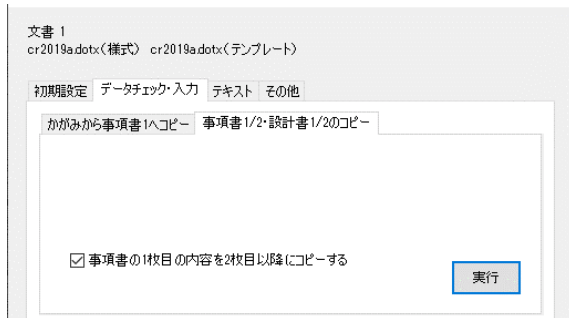 文書 1
cr2019a.dotx(様式) cr2019a.dotx(テンプレート)
初期設定 データチェック・入力 テキスト その他
かがみから事項書1へコピー 事項書1/2・設計書1/2のコピー
事項書の1枚目の内容を2枚目以降にコピーする
実行